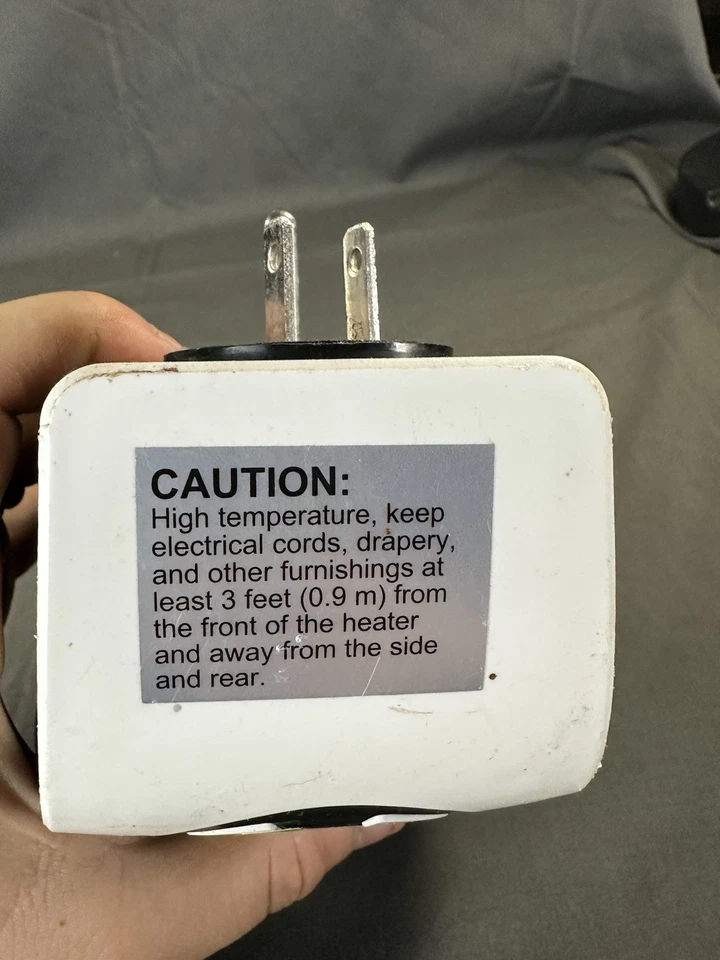 CAUTION:
High temperature, keep
electrical cords, drapery,
and other furnishings at
least 3 feet (0.9 m) from
the front of the heater
and away from the side
and rear.